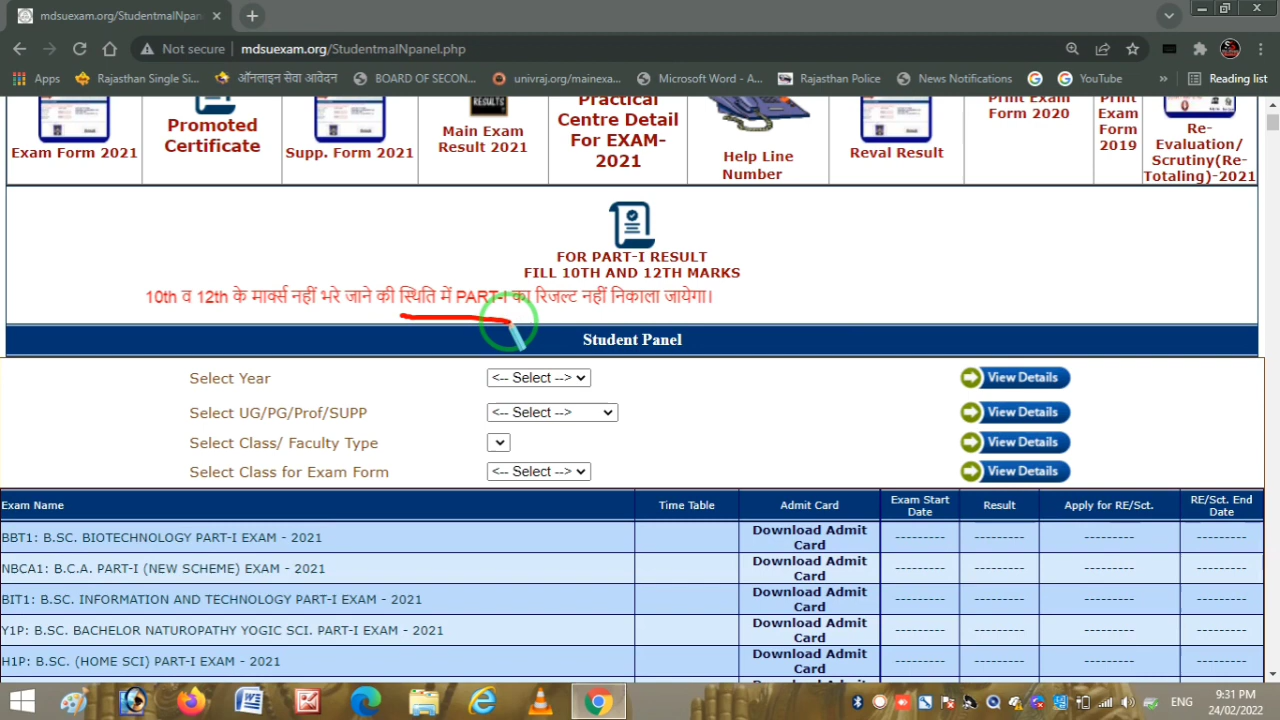 mdsuexam.org/StudentmalNpan
Not secure mdsuexam.org/StudentmalNpanel.php
Apps Rajasthan Single Si... ऑनलाइन सेवा आवेदन BOARD OF SECON... univraj.org/mainexa... Microsoft Word - A... Rajasthan Police News Notifications YouTube » Reading list
Exam Form 2021
Promoted
Certificate
Supp. Form 2021
RESULTS
Main Exam
Result 2021
Practical
Centre Detail
For EXAM-
2021
Help Line
Number
Reval Result
Print Exam
Form 2020
Print
Exam
Form
2019
Re-
Evaluation/
Scrutiny(Re-
Totaling)-2021
FOR PART-I RESULT
FILL 10TH AND 12TH MARKS
10th व 12th के मार्क्स नहीं भरे जाने की स्थिति में PART-I का रिजल्ट नहीं निकाला जायेगा।
Student Panel
Select Year <-- Select --> View Details
Select UG/PG/Prof/SUPP <-- Select --> View Details
Select Class/ Faculty Type View Details
Select Class for Exam Form <-- Select --> View Details
Exam Name Time Table Admit Card Exam Start Date Result Apply for RE/Sct. RE/Sct. End Date
BBT1: B.SC. BIOTECHNOLOGY PART-I EXAM - 2021 Download Admit Card --------- --------- --------- ---------
NBCA1: B.C.A. PART-I (NEW SCHEME) EXAM - 2021 Download Admit Card --------- --------- --------- ---------
BIT1: B.SC. INFORMATION AND TECHNOLOGY PART-I EXAM - 2021 Download Admit Card --------- --------- --------- ---------
Y1P: B.SC. BACHELOR NATUROPATHY YOGIC SCI. PART-I EXAM - 2021 Download Admit Card --------- --------- --------- ---------
H1P: B.SC. (HOME SCI) PART-I EXAM - 2021 Download Admit Card --------- --------- --------- ---------
ENG
9:31 PM
24/02/2022